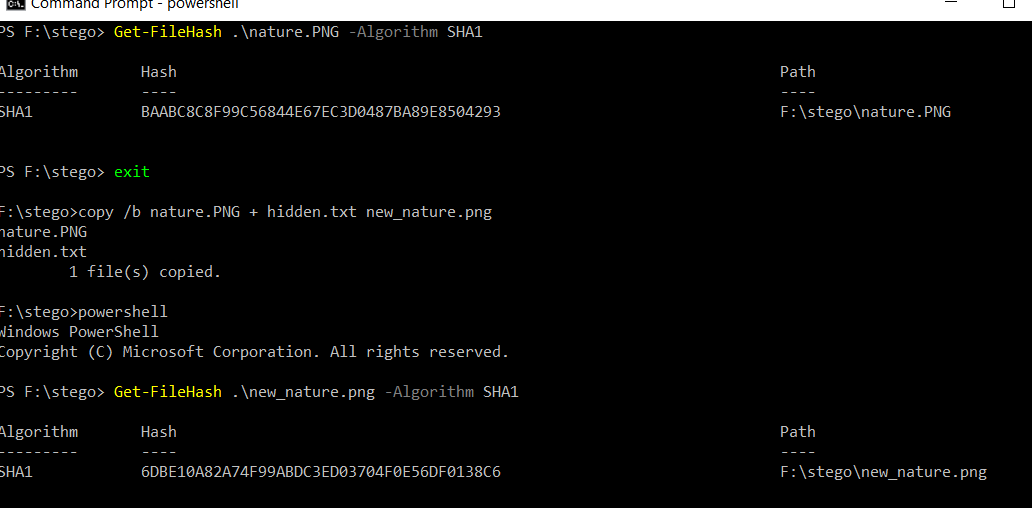 Command Prompt - powershell
PS F:\stego> Get-FileHash .\nature.PNG -Algorithm SHA1
Algorithm Hash Path
--------- ---- ----
SHA1 BAABC8C8F99C56844E67EC3D0487BA89E8504293 F:\stego\nature.PNG
PS F:\stego> exit
F:\stego>copy /b nature.PNG + hidden.txt new_nature.png
nature.PNG
hidden.txt
1 file(s) copied.
F:\stego>powershell
Windows PowerShell
Copyright (C) Microsoft Corporation. All rights reserved.
PS F:\stego> Get-FileHash .\new_nature.png -Algorithm SHA1
Algorithm Hash Path
--------- ---- ----
SHA1 6DBE10A82A74F99ABDC3ED03704F0E56DF0138C6 F:\stego\new_nature.png